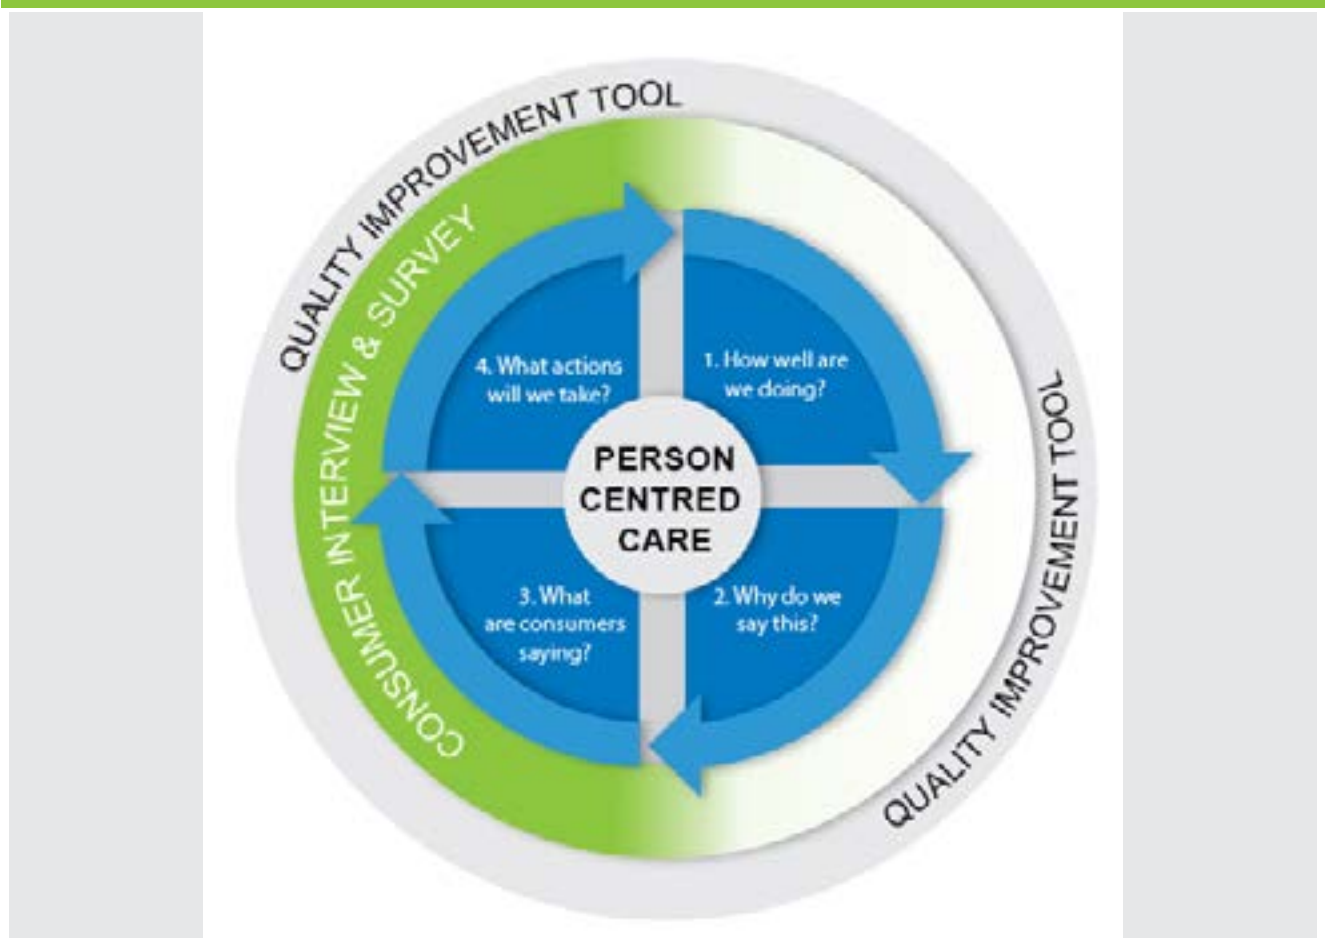 QUALITY IMPROVEMENT TOOL
CONSUMER INTERVIEW & SURVEY
4. What actions
will we take?
1. How well are
we doing?
PERSON
CENTRED
CARE
3. What
are consumers
saying?
2. Why do we
say this?
QUALITY IMPROVEMENT TOOL